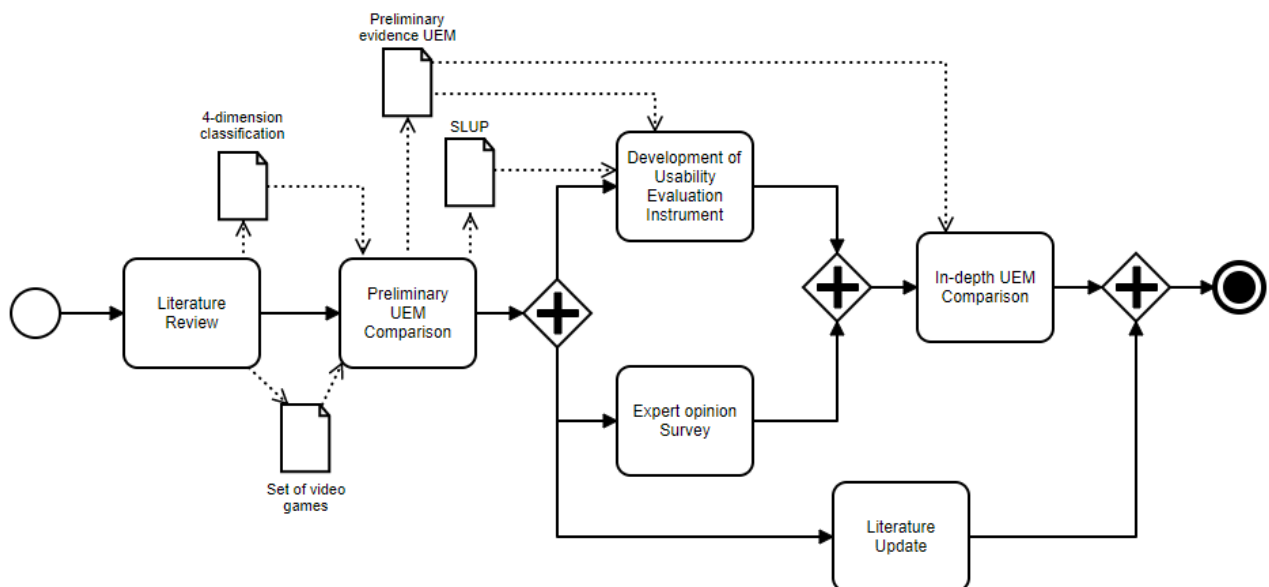 Preliminary
evidence UEM
4-dimension
classification
SLUP
Development of
Usability
Evaluation
Instrument
Literature
Review
Preliminary
UEM
Comparison
In-depth UEM
Comparison
Expert opinion
Survey
Set of video
games
Literature
Update